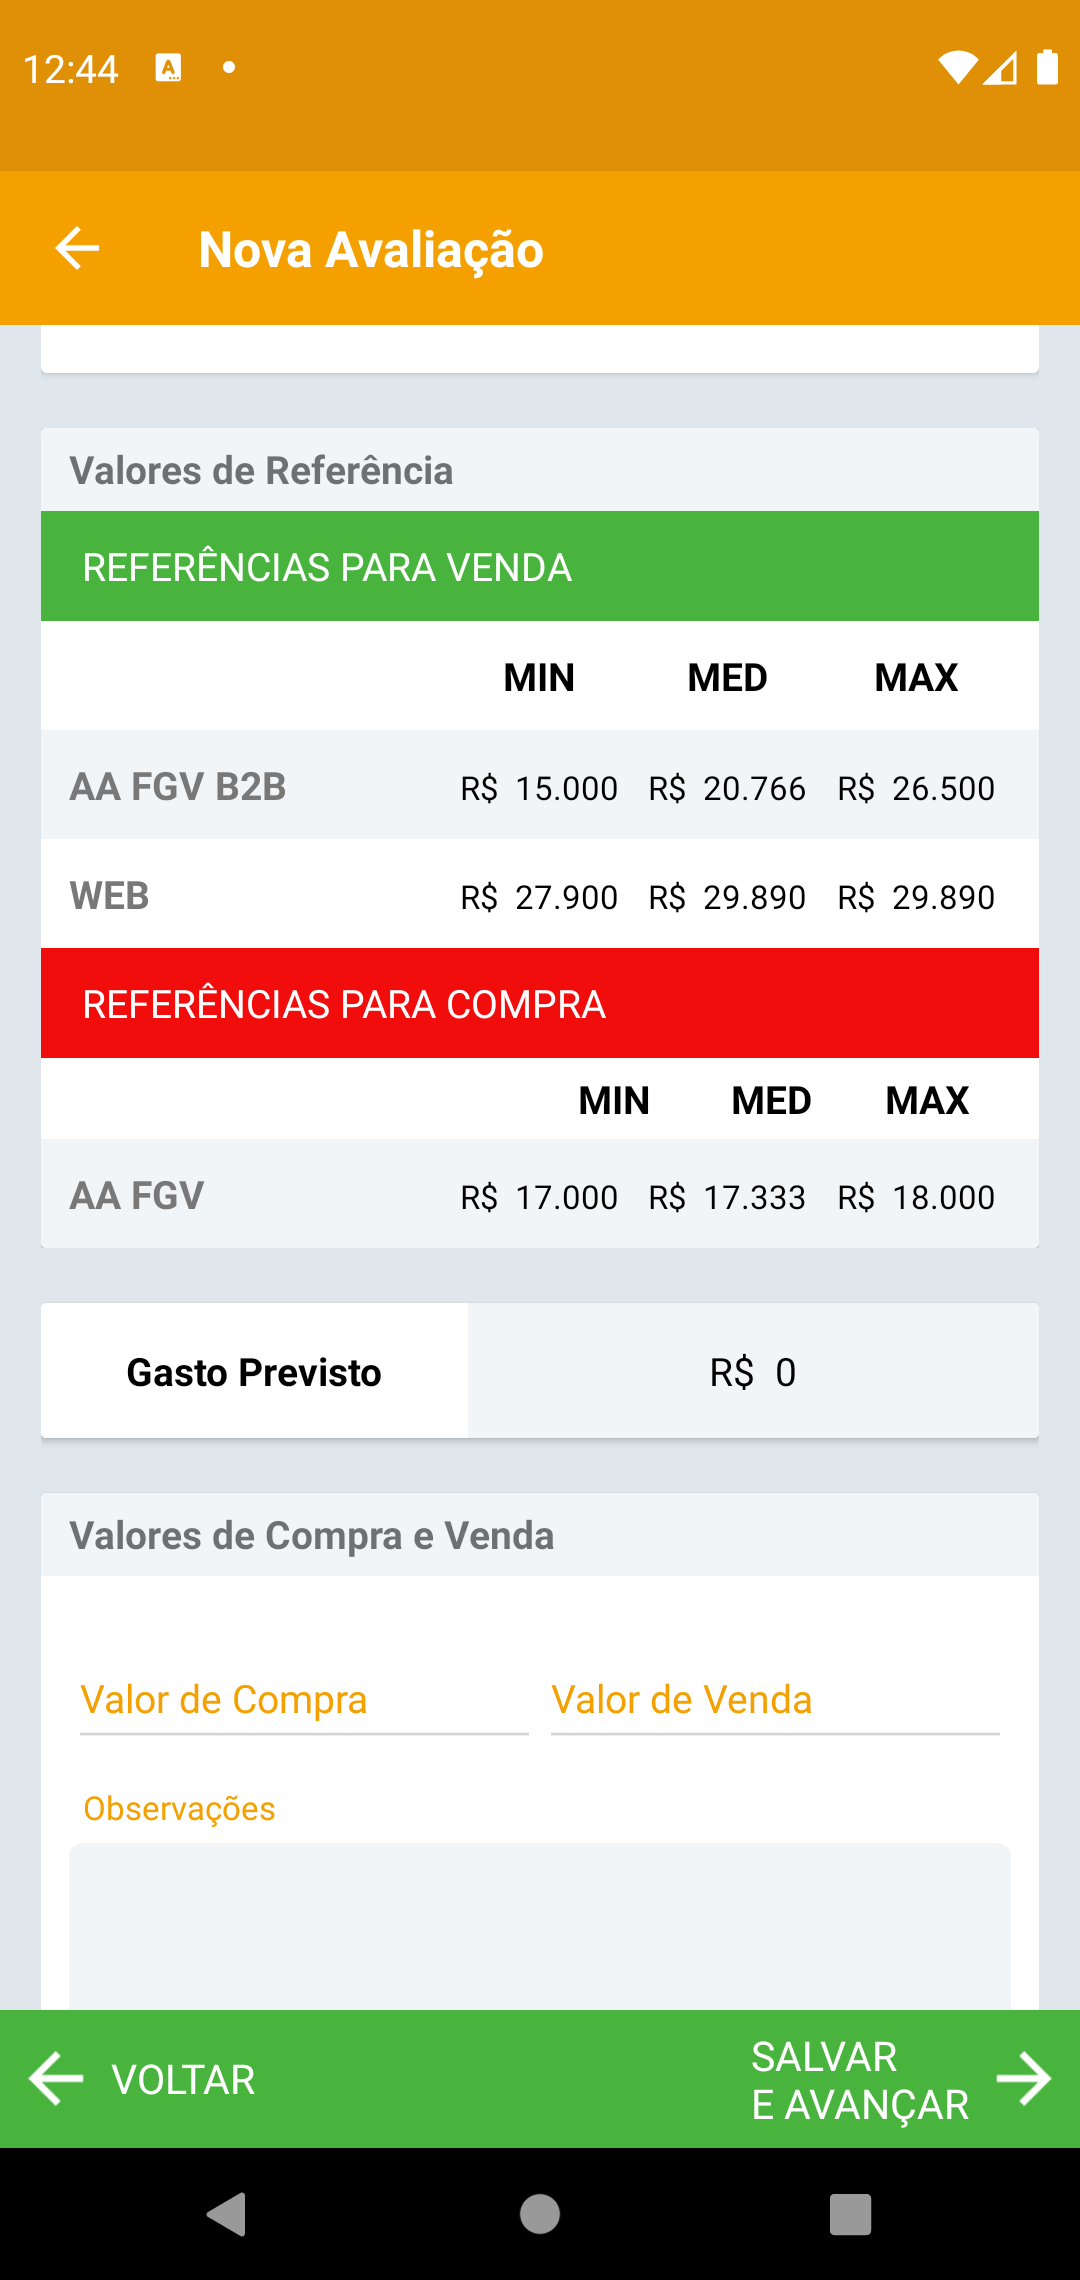 12:44
Nova Avaliação
Valores de Referência
REFERÊNCIAS PARA VENDA
MIN MED MAX
AA FGV B2B R$ 15.000 R$ 20.766 R$ 26.500
WEB R$ 27.900 R$ 29.890 R$ 29.890
REFERÊNCIAS PARA COMPRA
MIN MED MAX
AA FGV R$ 17.000 R$ 17.333 R$ 18.000
Gasto Previsto R$ 0
Valores de Compra e Venda
Valor de Compra Valor de Venda
Observações
VOLTAR
SALVAR
E AVANÇAR